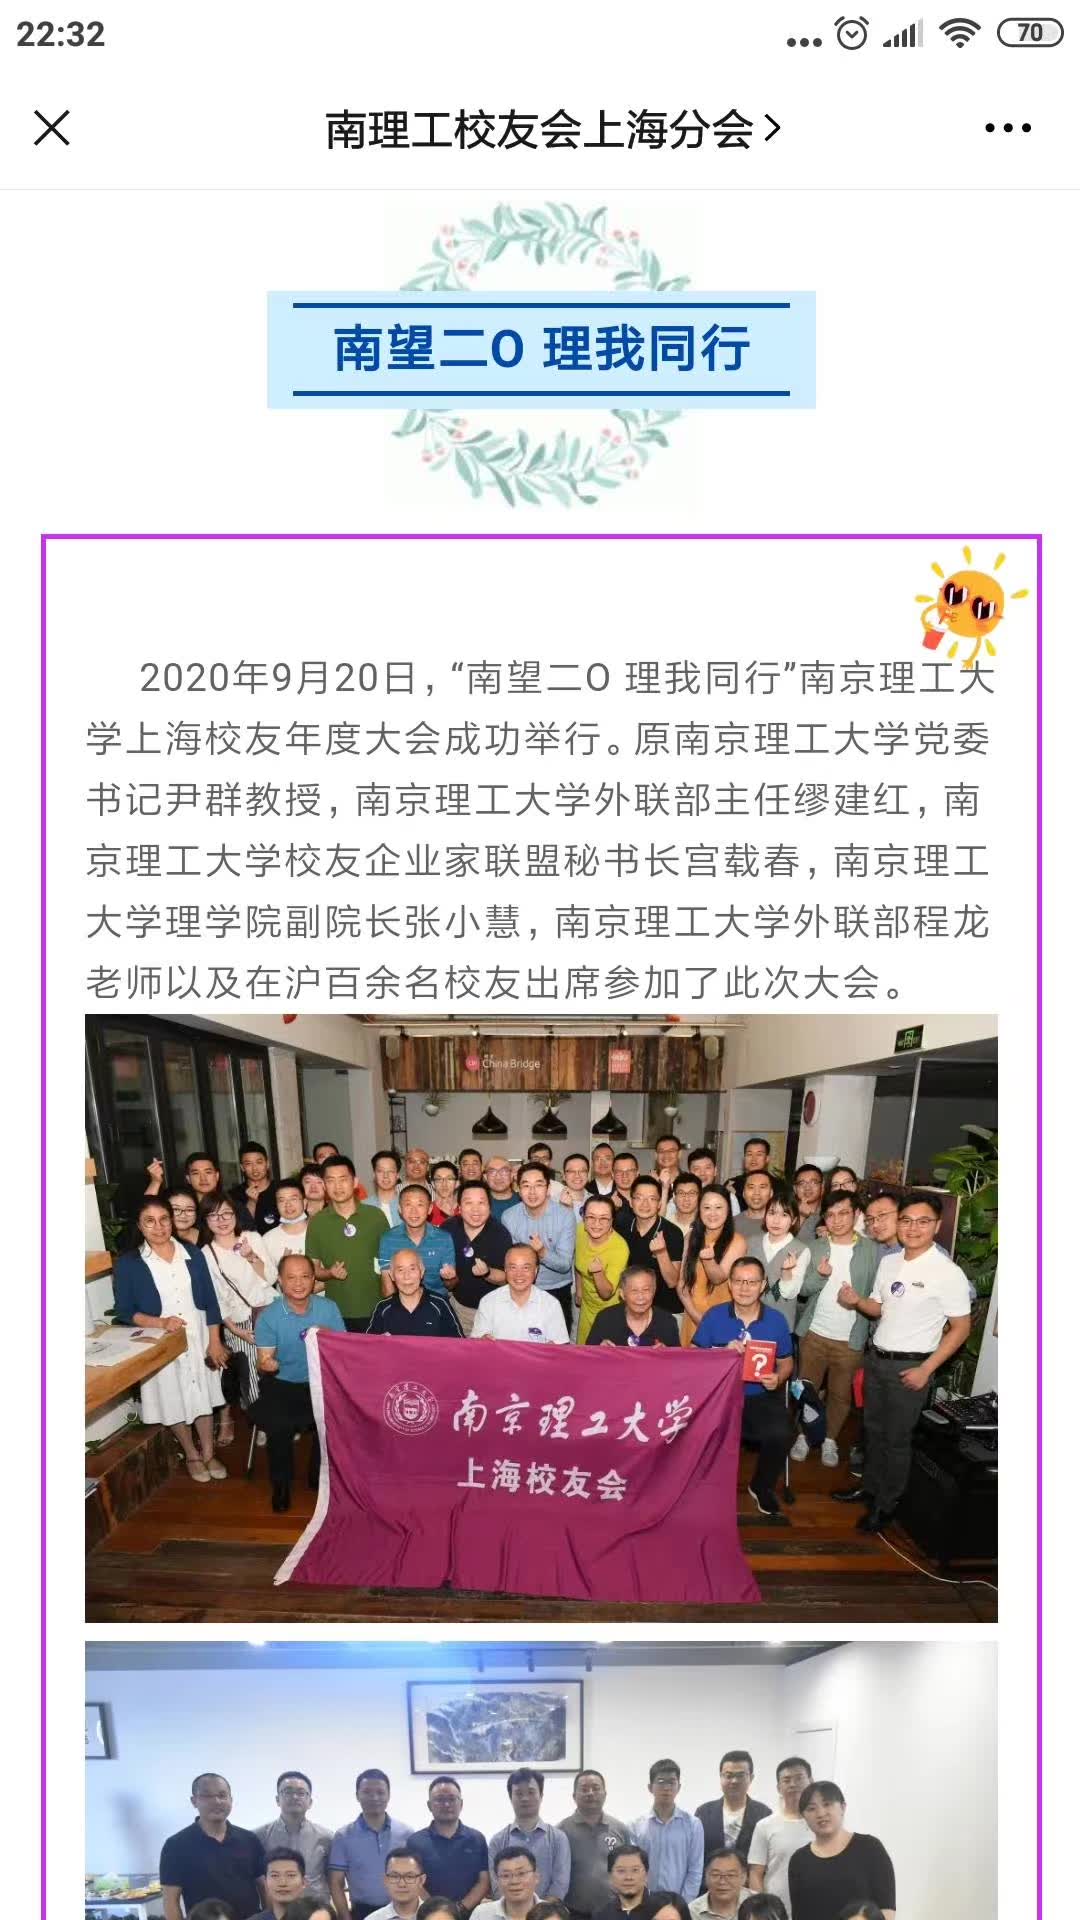 22:32
70
南理工校友会上海分会
南望二O 理我同行
2020年9月20日，“南望二O 理我同行”南京理工大
学上海校友年度大会成功举行。原南京理工大学党委
书记尹群教授，南京理工大学外联部主任缪建红，南
京理工大学校友企业家联盟秘书长宫载春，南京理工
大学理学院副院长张小慧，南京理工大学外联部程龙
老师以及在沪百余名校友出席参加了此次大会。
China Bridge
?
南京理工大学
上海校友会